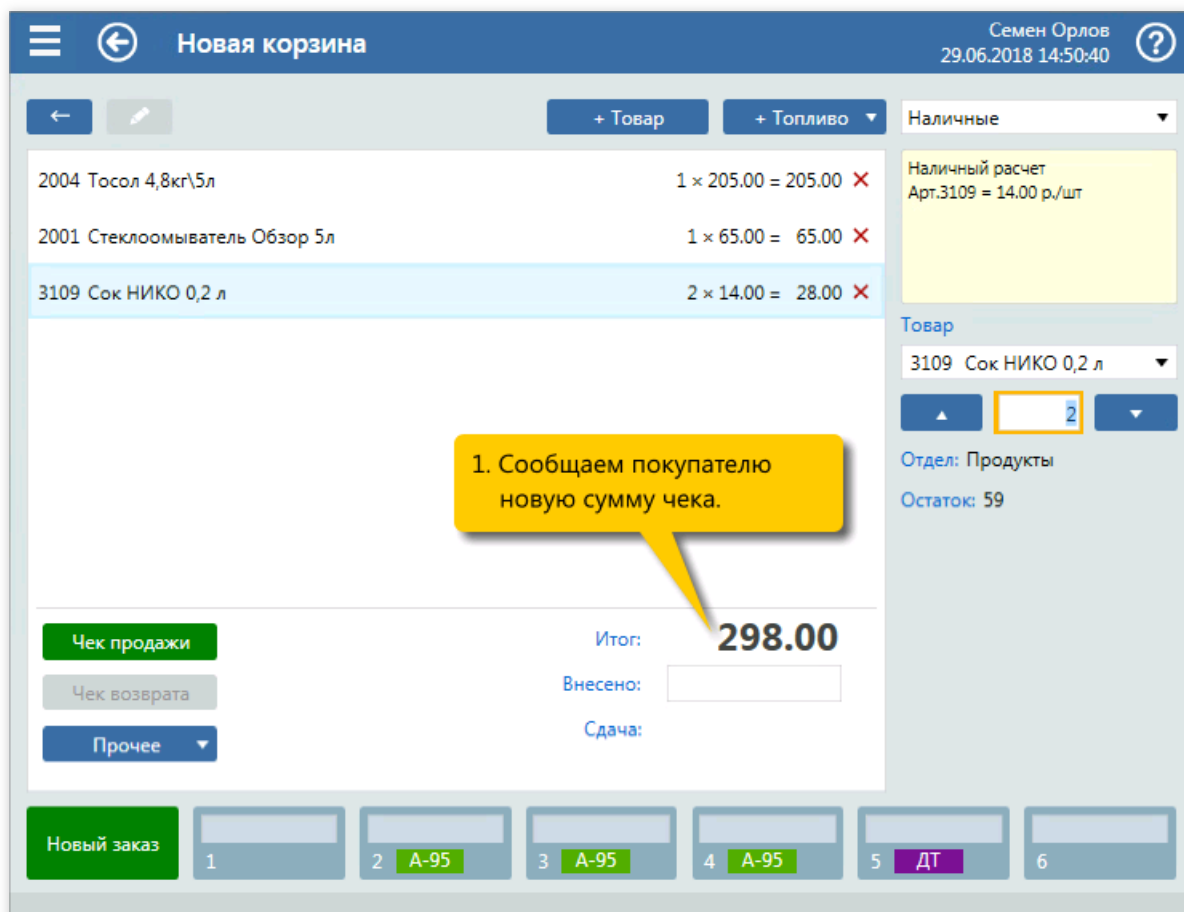 Новая корзина
Семен Орлов
29.06.2018 14:50:40
?
+ Товар
+ Топливо
Наличные
2004 Тосол 4,8кг\5л 1 × 205.00 = 205.00
2001 Стеклоомыватель Обзор 5л 1 × 65.00 = 65.00
3109 Сок НИКО 0,2 л 2 × 14.00 = 28.00
Наличный расчет
Арт.3109 = 14.00 р./шт
Товар
3109 Сок НИКО 0,2 л
2
Отдел: Продукты
Остаток: 59
1. Сообщаем покупателю
новую сумму чека.
Чек продажи
Чек возврата
Прочее
Итог: 298.00
Внесено:
Сдача:
Новый заказ
1
2 А-95
3 А-95
4 А-95
5 ДТ
6